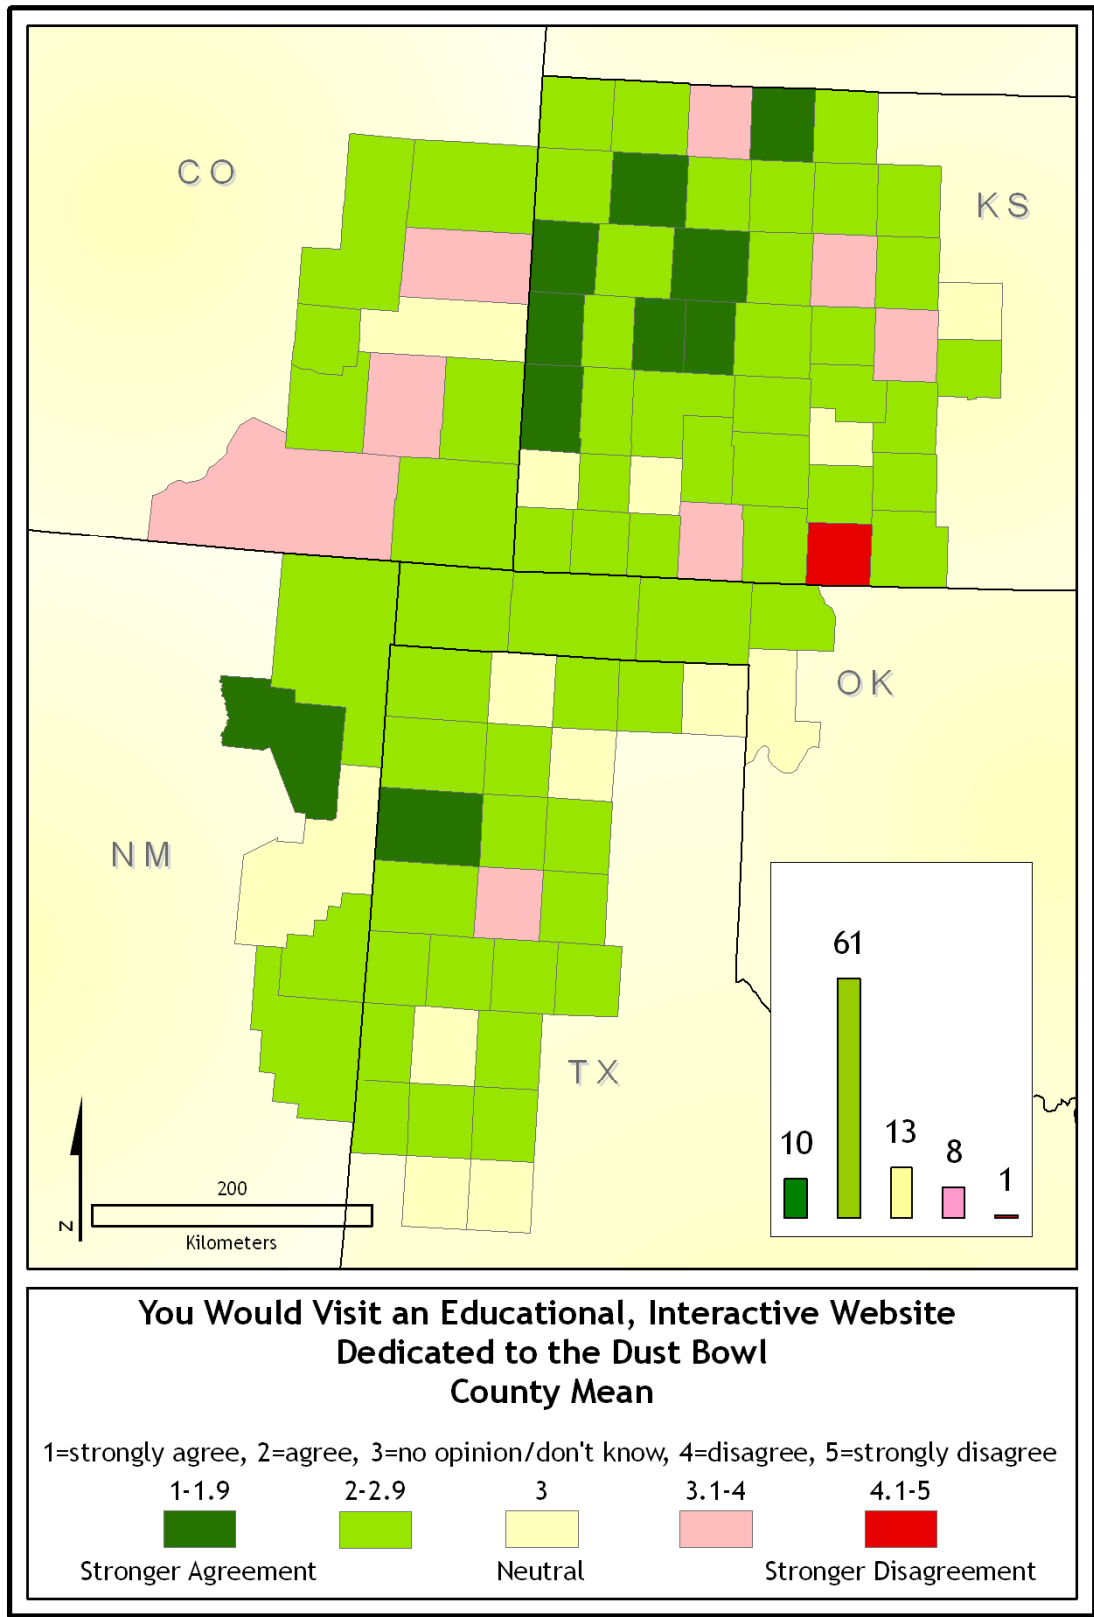 CO
KS
OK
NM
TX
61
10
13
8
1
N
200
Kilometers
You Would Visit an Educational, Interactive Website
Dedicated to the Dust Bowl
County Mean
1=strongly agree, 2=agree, 3=no opinion/don't know, 4=disagree, 5=strongly disagree
1-1.9 2-2.9 3 3.1-4 4.1-5
Stronger Agreement Neutral Stronger Disagreement